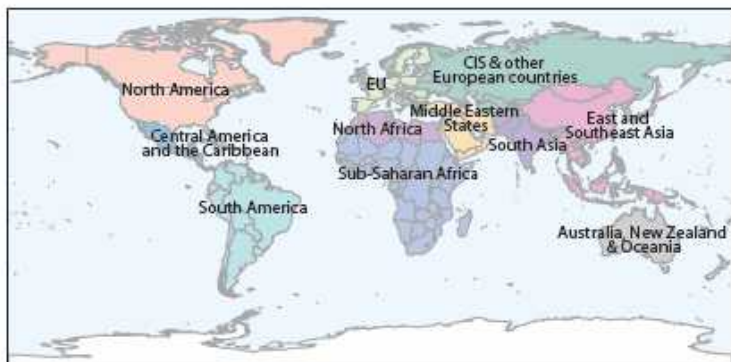 CIS & other
European countries
EU
North America
Middle Eastern
States
East and
Southeast Asia
North Africa
Central America
and the Caribbean
South Asia
Sub-Saharan Africa
South America
Australia, New Zealand
& Oceania